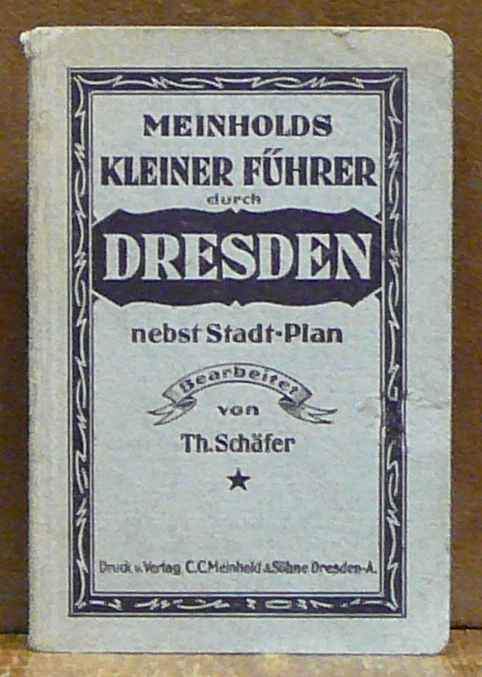 MEINHOLDS
KLEINER FÜHRER
durch
DRESDEN
nebst Stadt-Plan
Bearbeitet
von
Th. Schäfer
Druck u. Verlag C.C. Meinhold & Söhne Dresden-A.